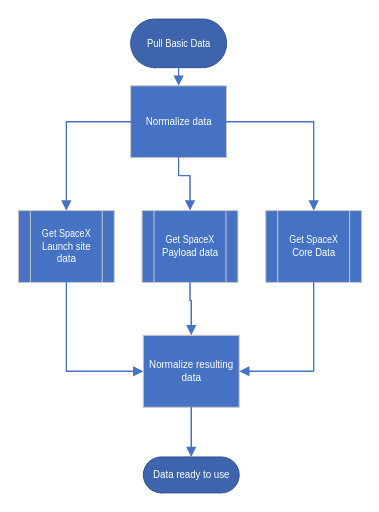 Pull Basic Data
Normalize data
Get SpaceX
Launch site
data
Get SpaceX
Payload data
Get SpaceX
Core Data
Normalize resulting
data
Data ready to use